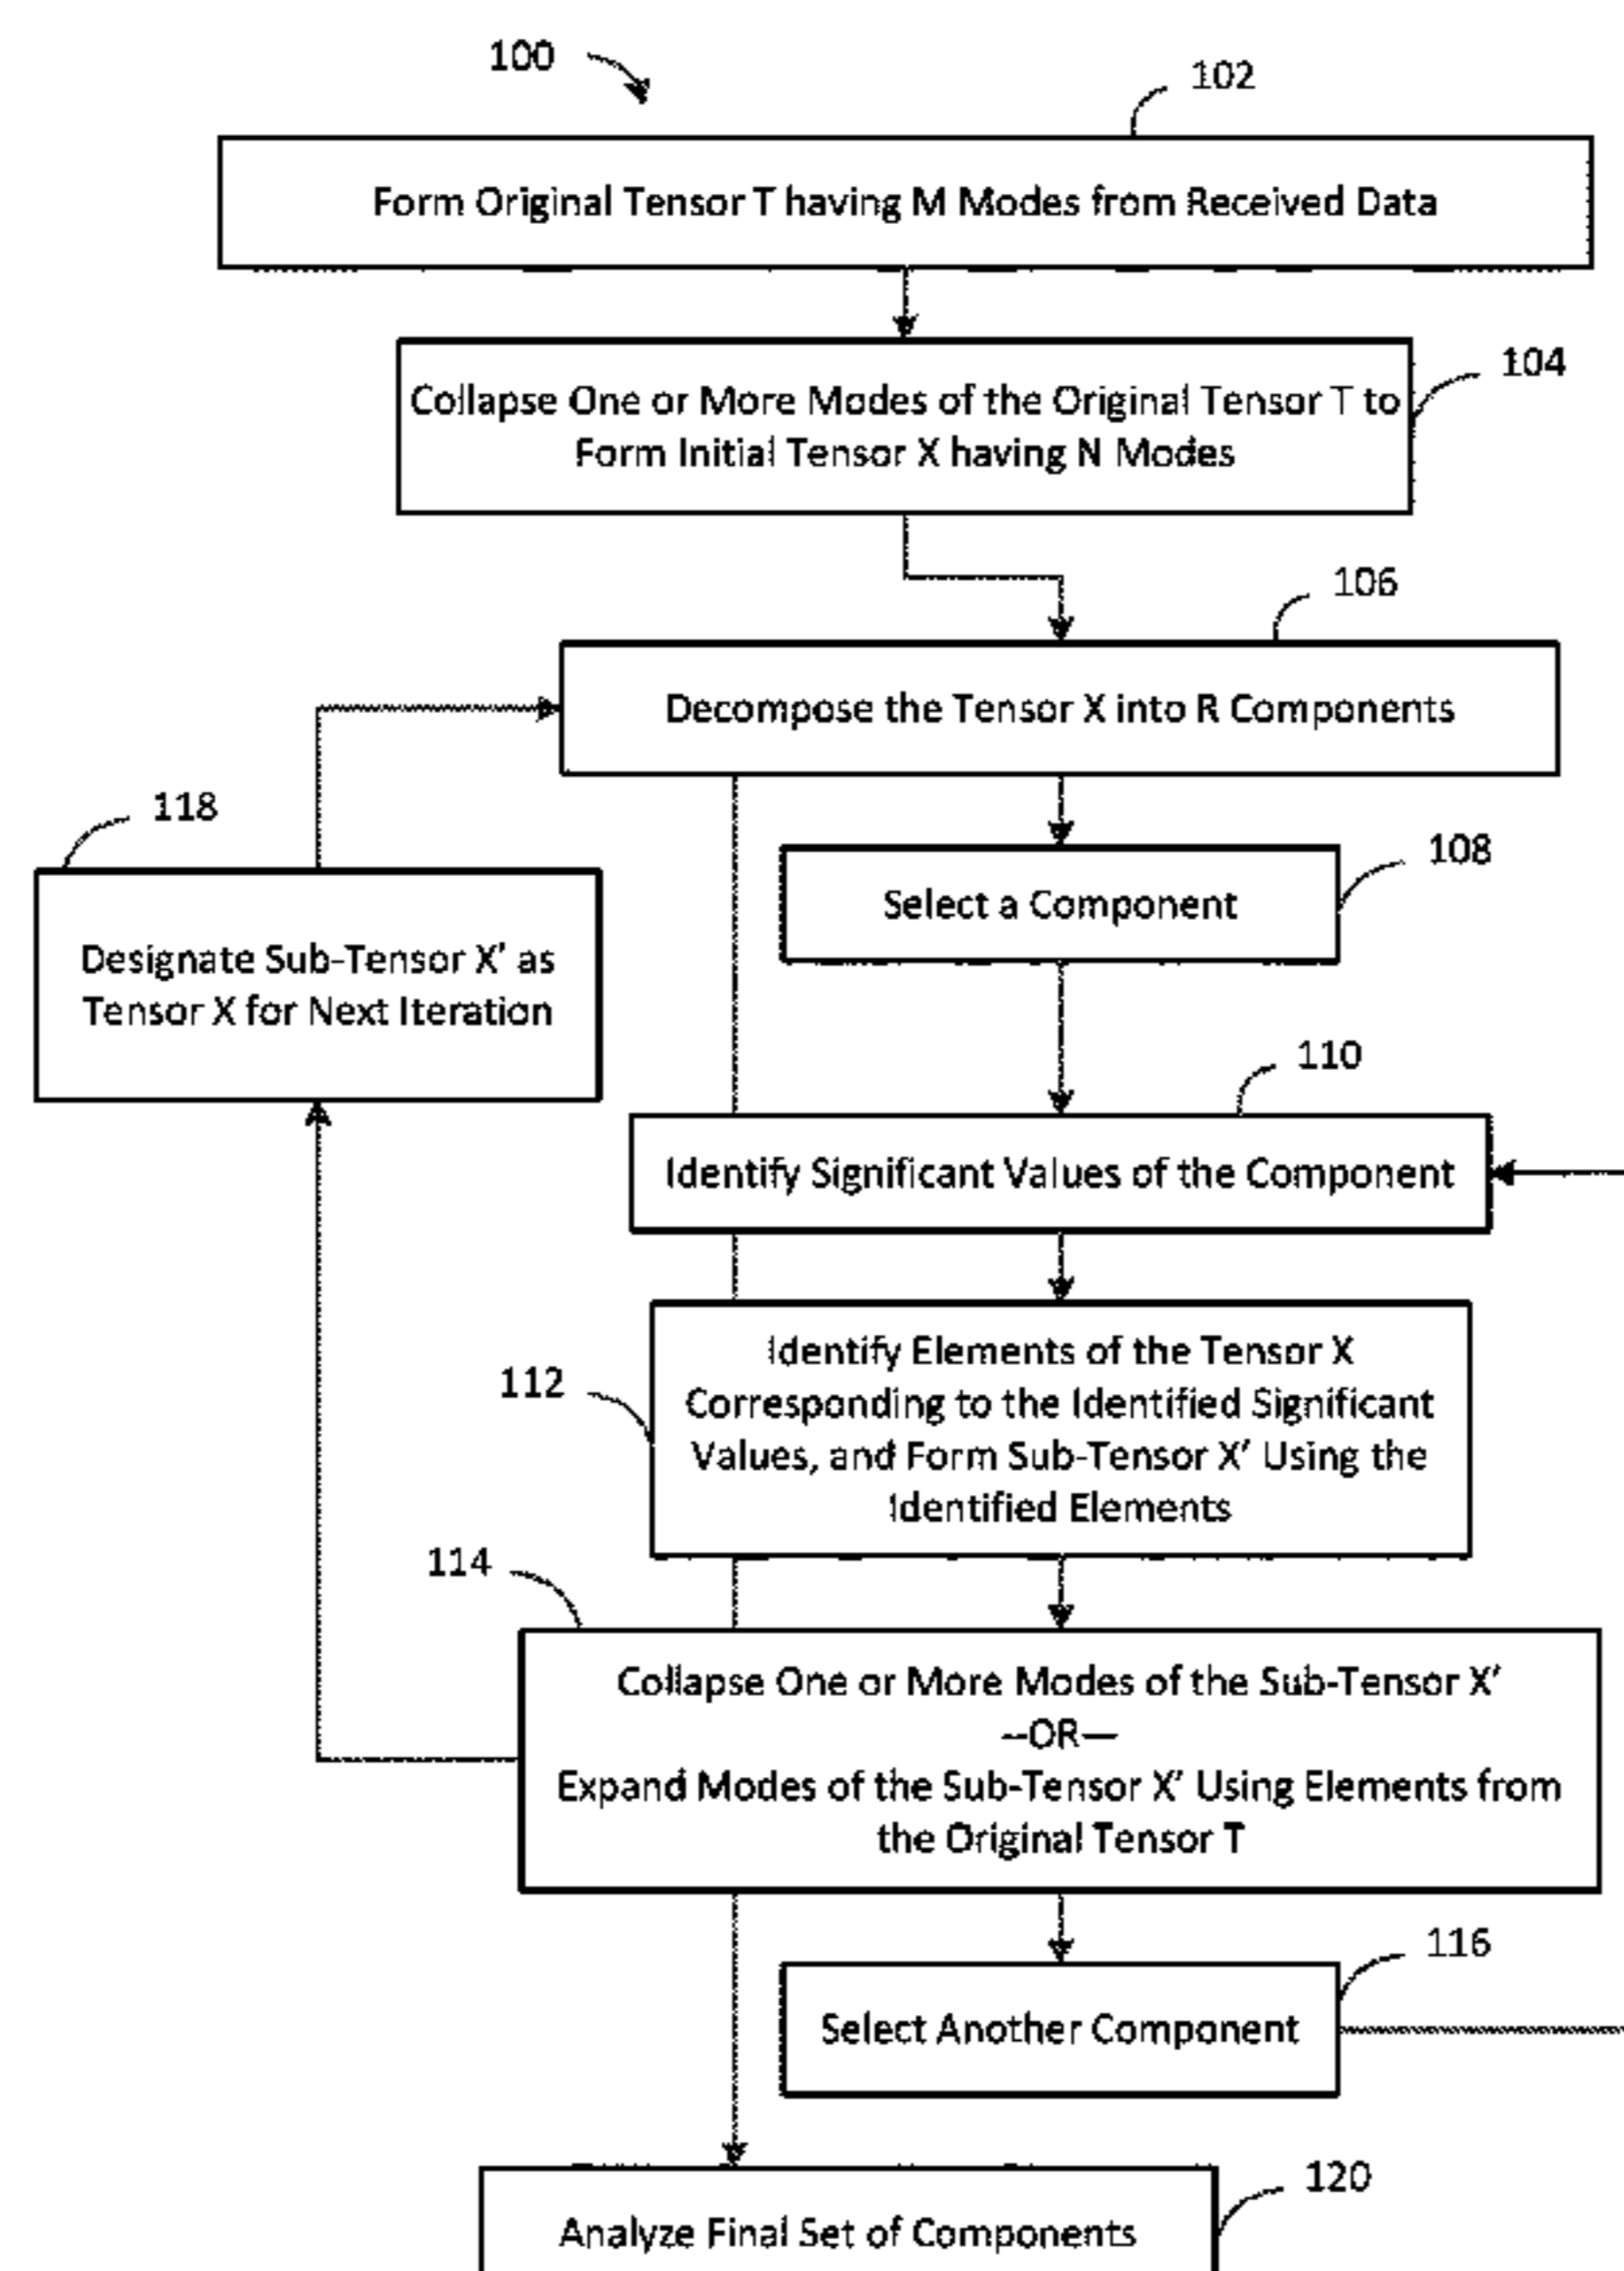 100
102
Form Original Tensor T having M Modes from Received Data
104
Collapse One or More Modes of the Original Tensor T to
Form Initial Tensor X having N Modes
106
Decompose the Tensor X into R Components
118
108
Select a Component
Designate Sub-Tensor X' as
Tensor X for Next Iteration
110
Identify Significant Values of the Component
112
Identify Elements of the Tensor X
Corresponding to the Identified Significant
Values, and Form Sub-Tensor X' Using the
Identified Elements
114
Collapse One or More Modes of the Sub-Tensor X'
--OR—
Expand Modes of the Sub-Tensor X' Using Elements from
the Original Tensor T
116
Select Another Component
120
Analyze Final Set of Components